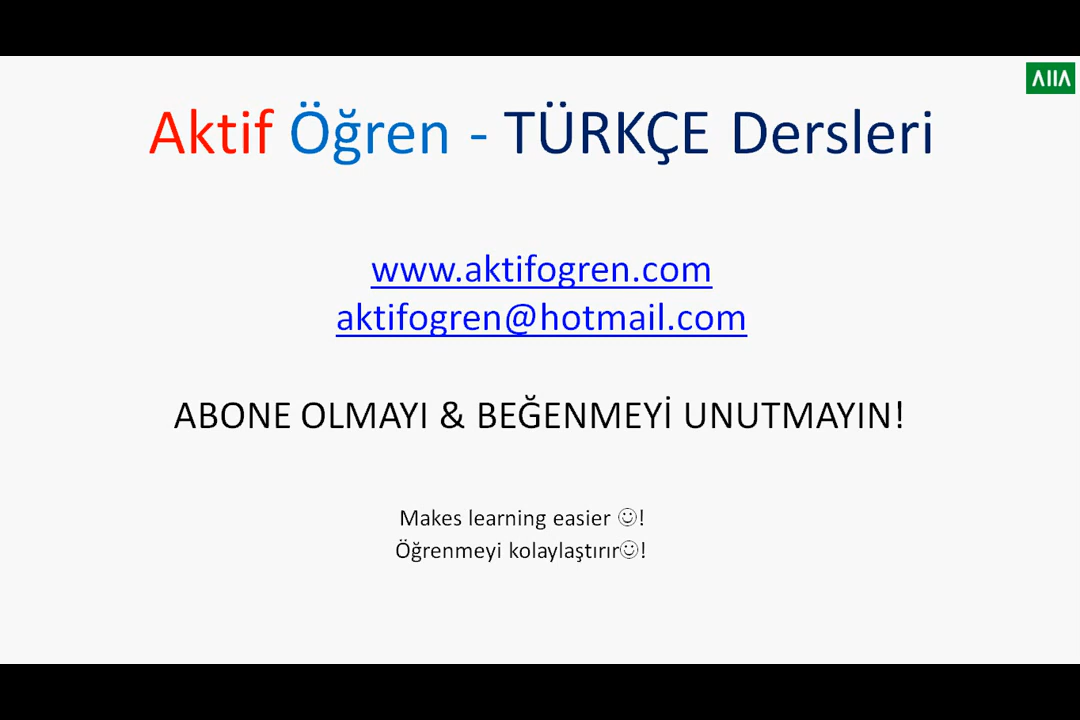 AIIA
Aktif Öğren - TÜRKÇE Dersleri
www.aktifogren.com
aktifogren@hotmail.com
ABONE OLMAYI & BEĞENMEYİ UNUTMAYIN!
Makes learning easier ☺!
Öğrenmeyi kolaylaştırır☺!